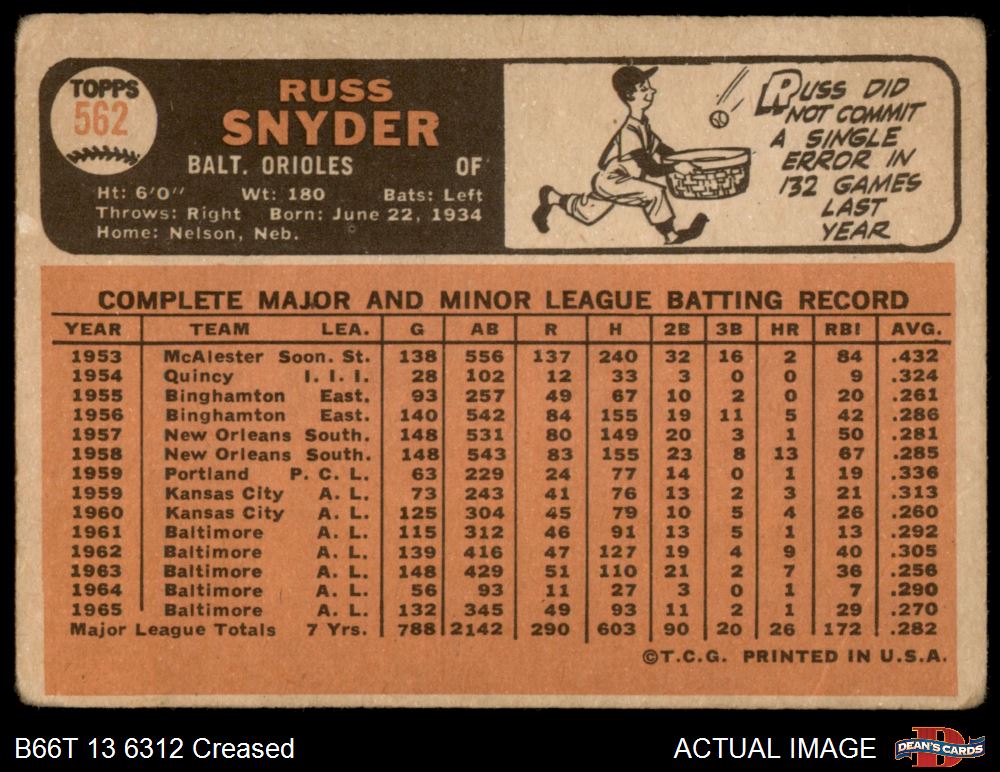 TOPPS
562
RUSS
SNYDER
BALT. ORIOLES OF
Ht: 6'0" Wt: 180 Bats: Left
Throws: Right Born: June 22, 1934
Home: Nelson, Neb.
RUSS DID
NOT COMMIT
A SINGLE
ERROR IN
132 GAMES
LAST
YEAR
COMPLETE MAJOR AND MINOR LEAGUE BATTING RECORD
YEAR TEAM LEA. G AB R H 2B 3B HR RBI AVG.
1953 McAlester Soon. St. 138 556 137 240 32 16 2 84 .432
1954 Quincy I. I. I. 28 102 12 33 3 0 0 9 .324
1955 Binghamton East. 93 257 49 67 10 2 0 20 .261
1956 Binghamton East. 140 542 84 155 19 11 5 42 .286
1957 New Orleans South. 148 531 80 149 20 3 1 50 .281
1958 New Orleans South. 148 543 83 155 23 8 13 67 .285
1959 Portland P. C. L. 63 229 24 77 14 0 1 19 .336
1959 Kansas City A. L. 73 243 41 76 13 2 3 21 .313
1960 Kansas City A. L. 125 304 45 79 10 5 4 26 .260
1961 Baltimore A. L. 115 312 46 91 13 5 1 13 .292
1962 Baltimore A. L. 139 416 47 127 19 4 9 40 .305
1963 Baltimore A. L. 148 429 51 110 21 2 7 36 .256
1964 Baltimore A. L. 56 93 11 27 3 0 1 7 .290
1965 Baltimore A. L. 132 345 49 93 11 2 1 29 .270
Major League Totals 7 Yrs. 788 2142 290 603 90 20 26 172 .282
©T.C.G. PRINTED IN U.S.A.
B66T 13 6312 Creased ACTUAL IMAGE
DEAN'S CARDS